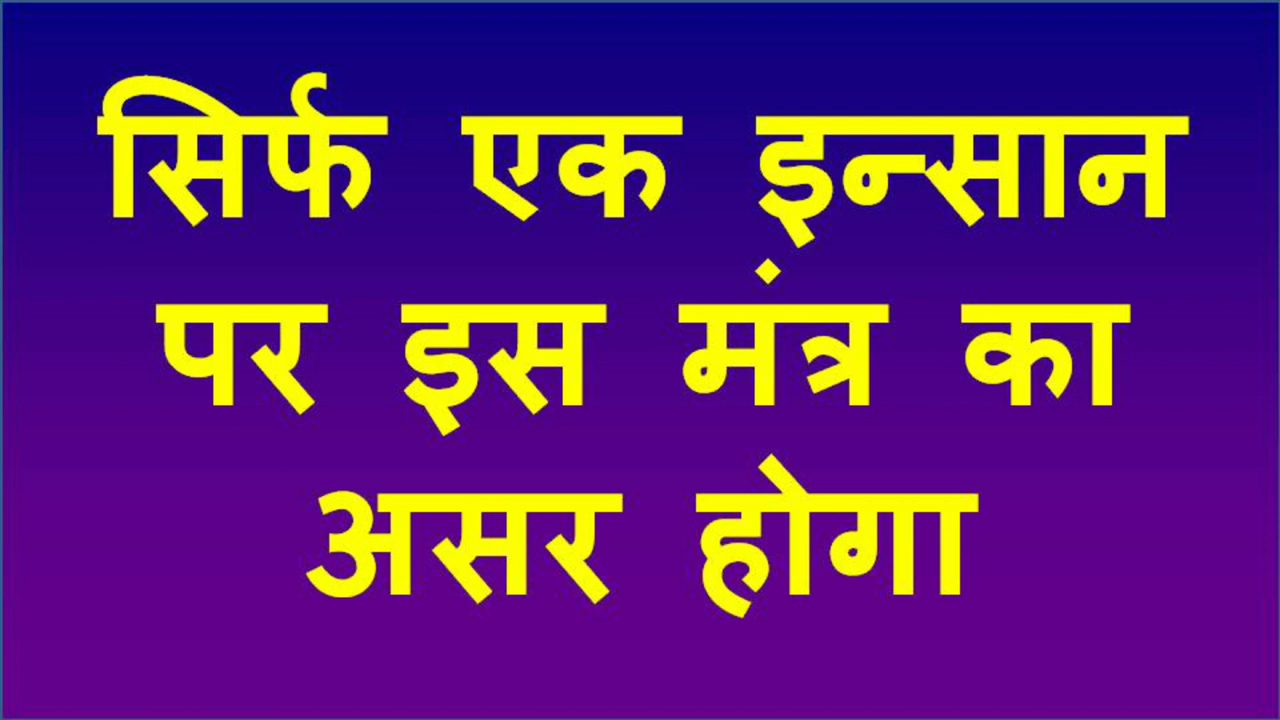 सिर्फ एक इन्सान
पर इस मंत्र का
असर होगा